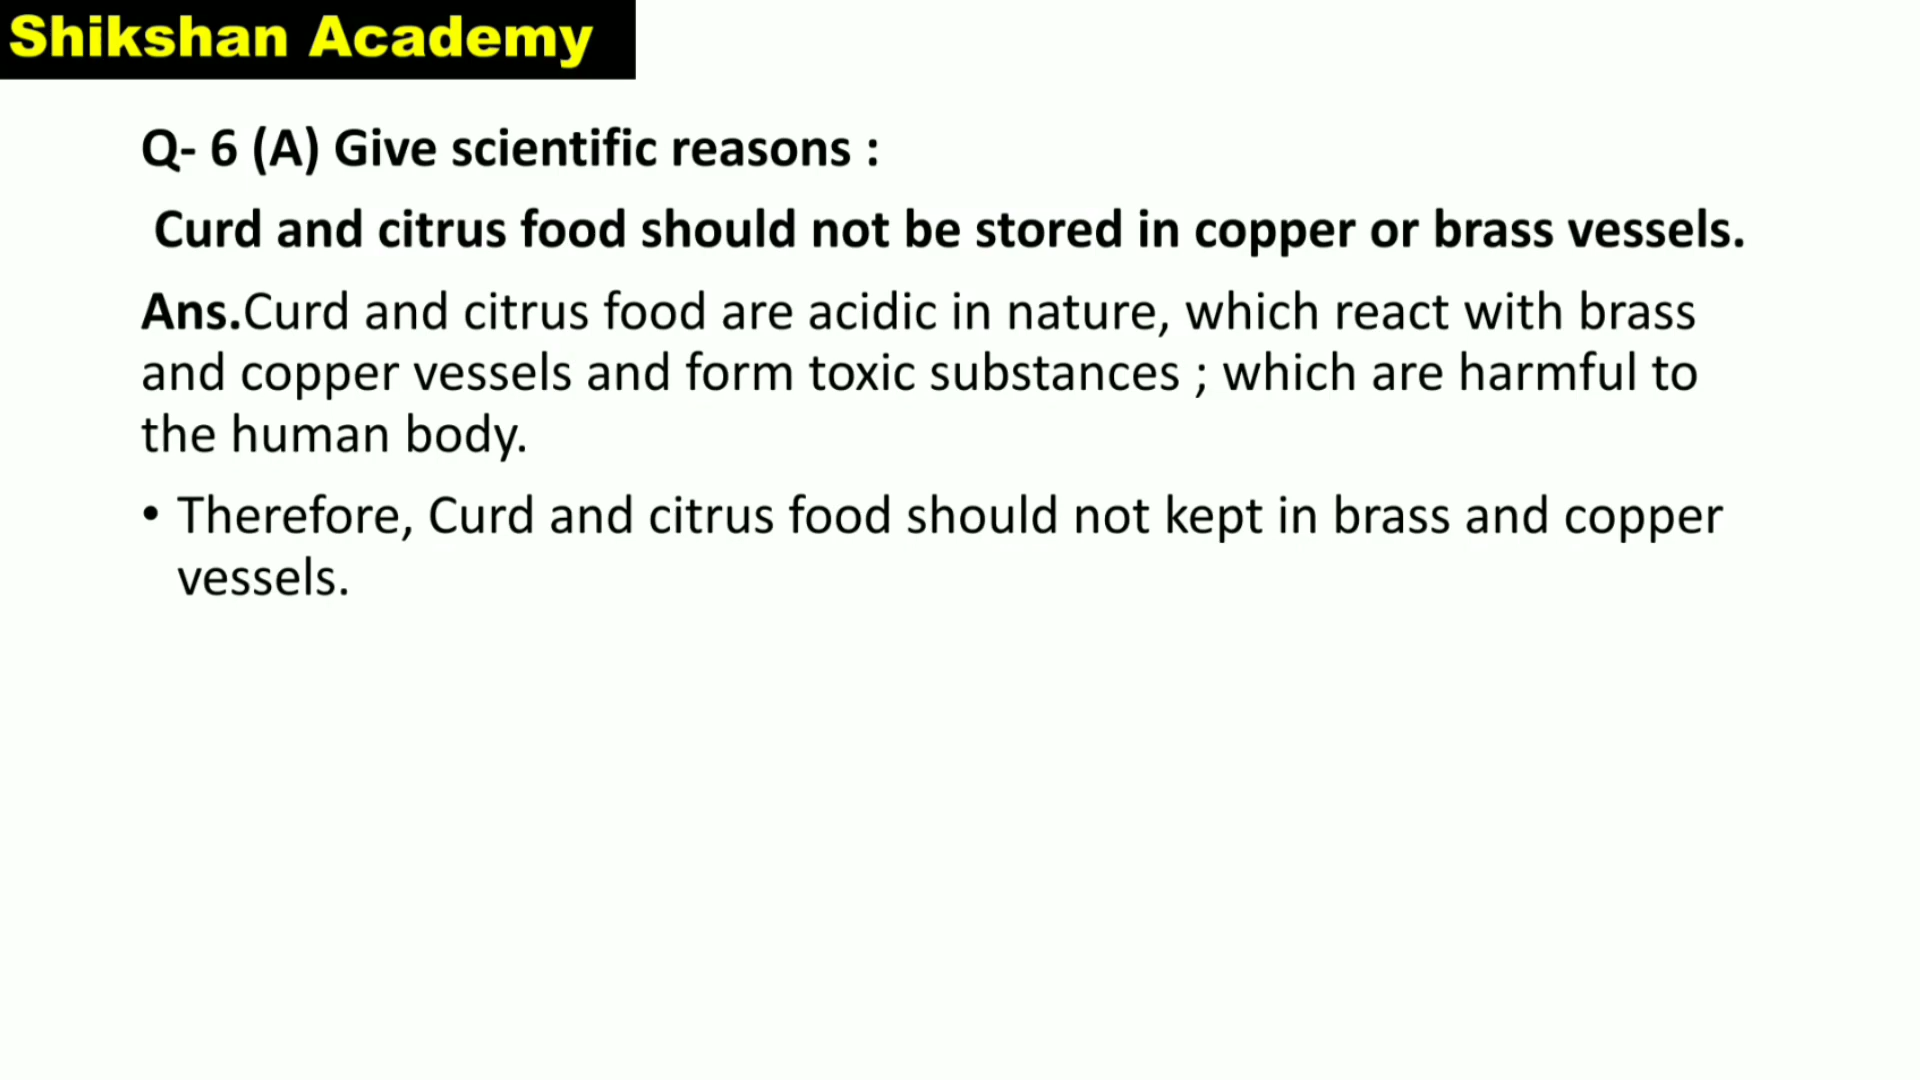 Shikshan Academy
Q- 6 (A) Give scientific reasons :
Curd and citrus food should not be stored in copper or brass vessels.
Ans.Curd and citrus food are acidic in nature, which react with brass
and copper vessels and form toxic substances ; which are harmful to
the human body.
• Therefore, Curd and citrus food should not kept in brass and copper
vessels.